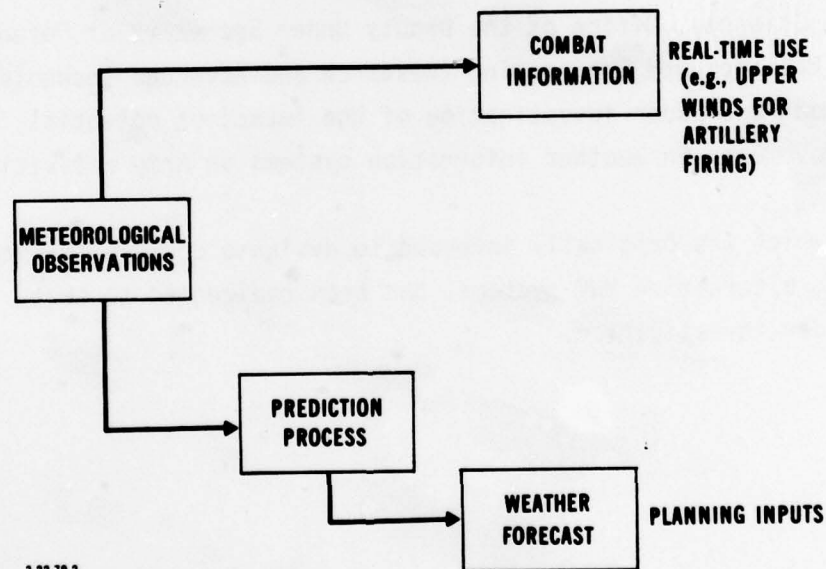 COMBAT
INFORMATION
REAL-TIME USE
(e.g., UPPER
WINDS FOR
ARTILLERY
FIRING)
METEOROLOGICAL
OBSERVATIONS
PREDICTION
PROCESS
WEATHER
FORECAST
PLANNING INPUTS